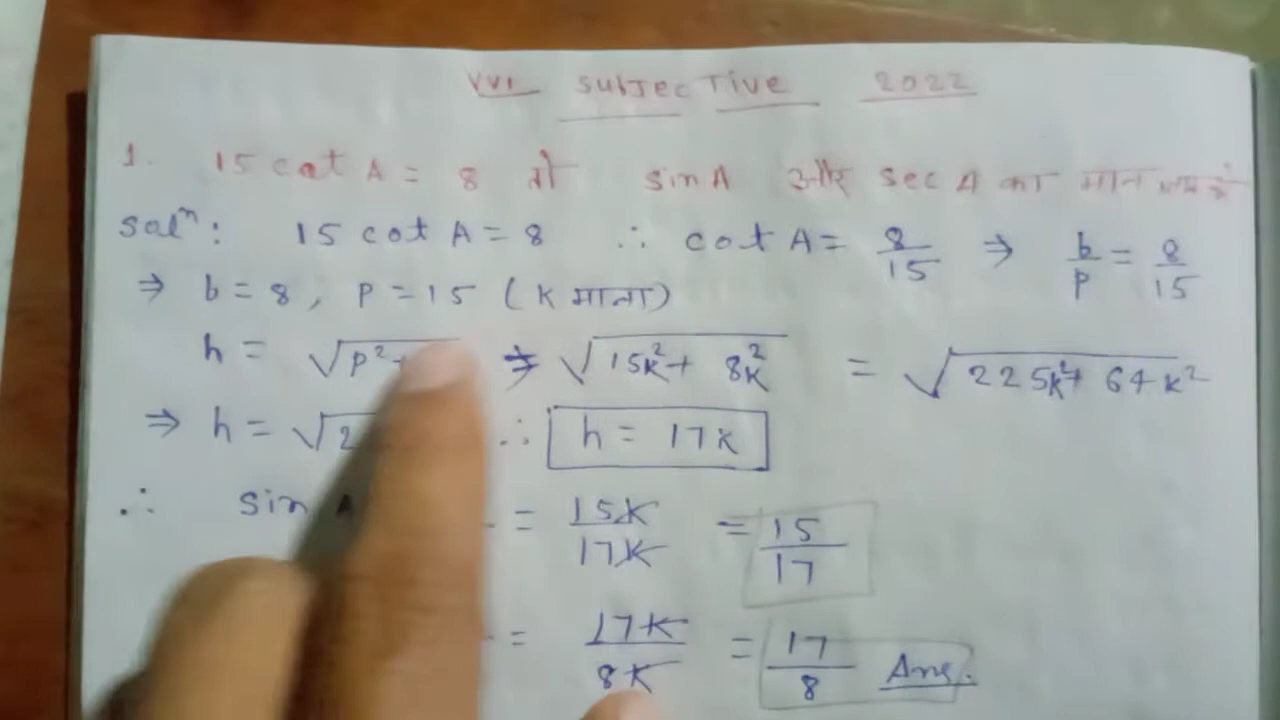 VVI SUBJECTIVE 2022
1. 15 cot A = 8 तो sin A और sec A का मान
Solⁿ: 15 cot A = 8 ∴ cot A = 8/15 ⇒ b/p = 8/15
⇒ b = 8, P = 15 (K माना)
h = √P² ⇒ √15k² + 8k² = √225k² + 64k²
⇒ h = √2 ∴ h = 17k
∴ sin A = 15k/17k = 15/17
= 17k/8k = 17/8 Ans.